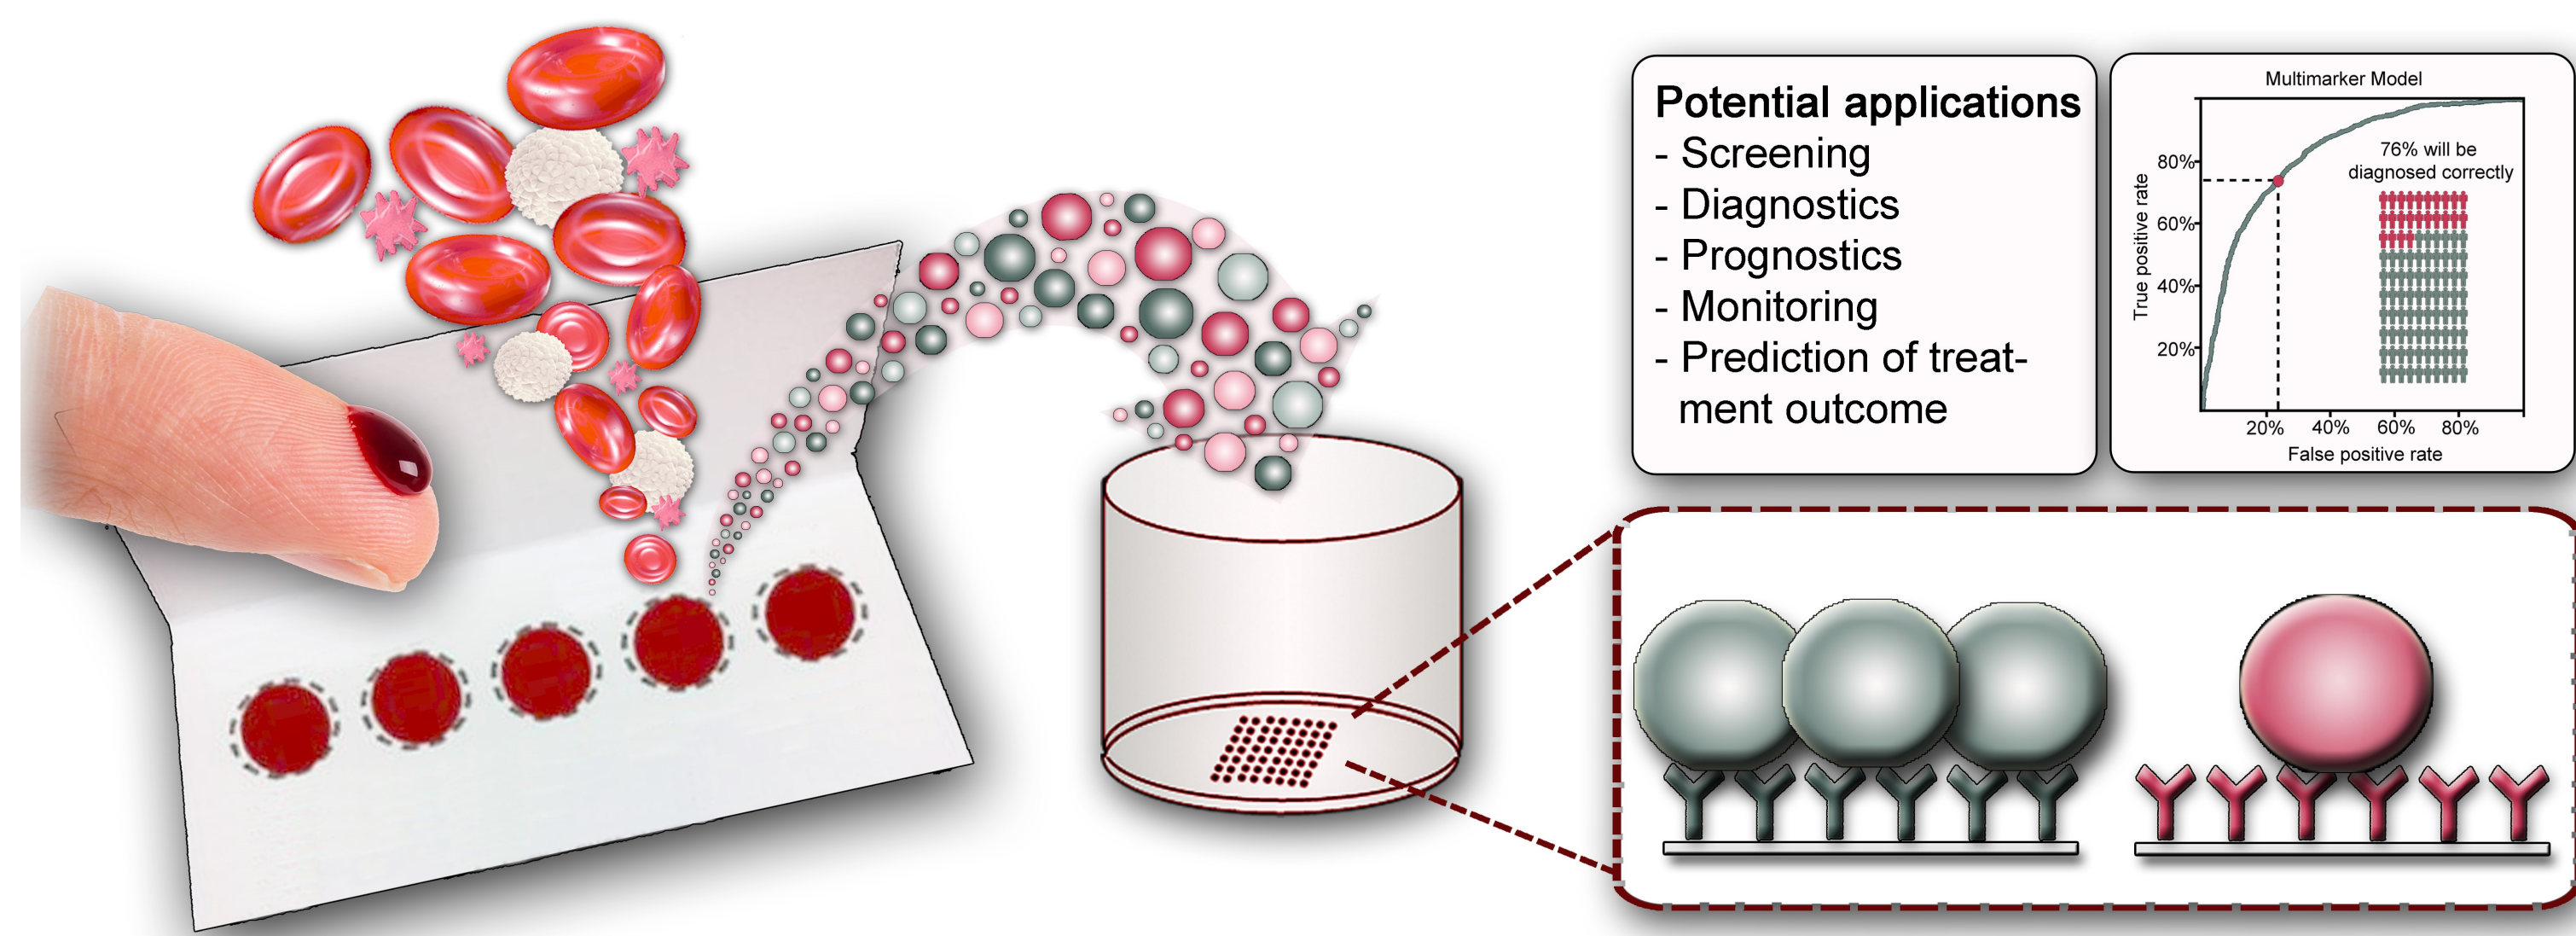 Potential applications
- Screening
- Diagnostics
- Prognostics
- Monitoring
- Prediction of treat-
ment outcome
Multimarker Model
76% will be
diagnosed correctly
True positive rate
80%
60%
40%
20%
20% 40% 60% 80%
False positive rate